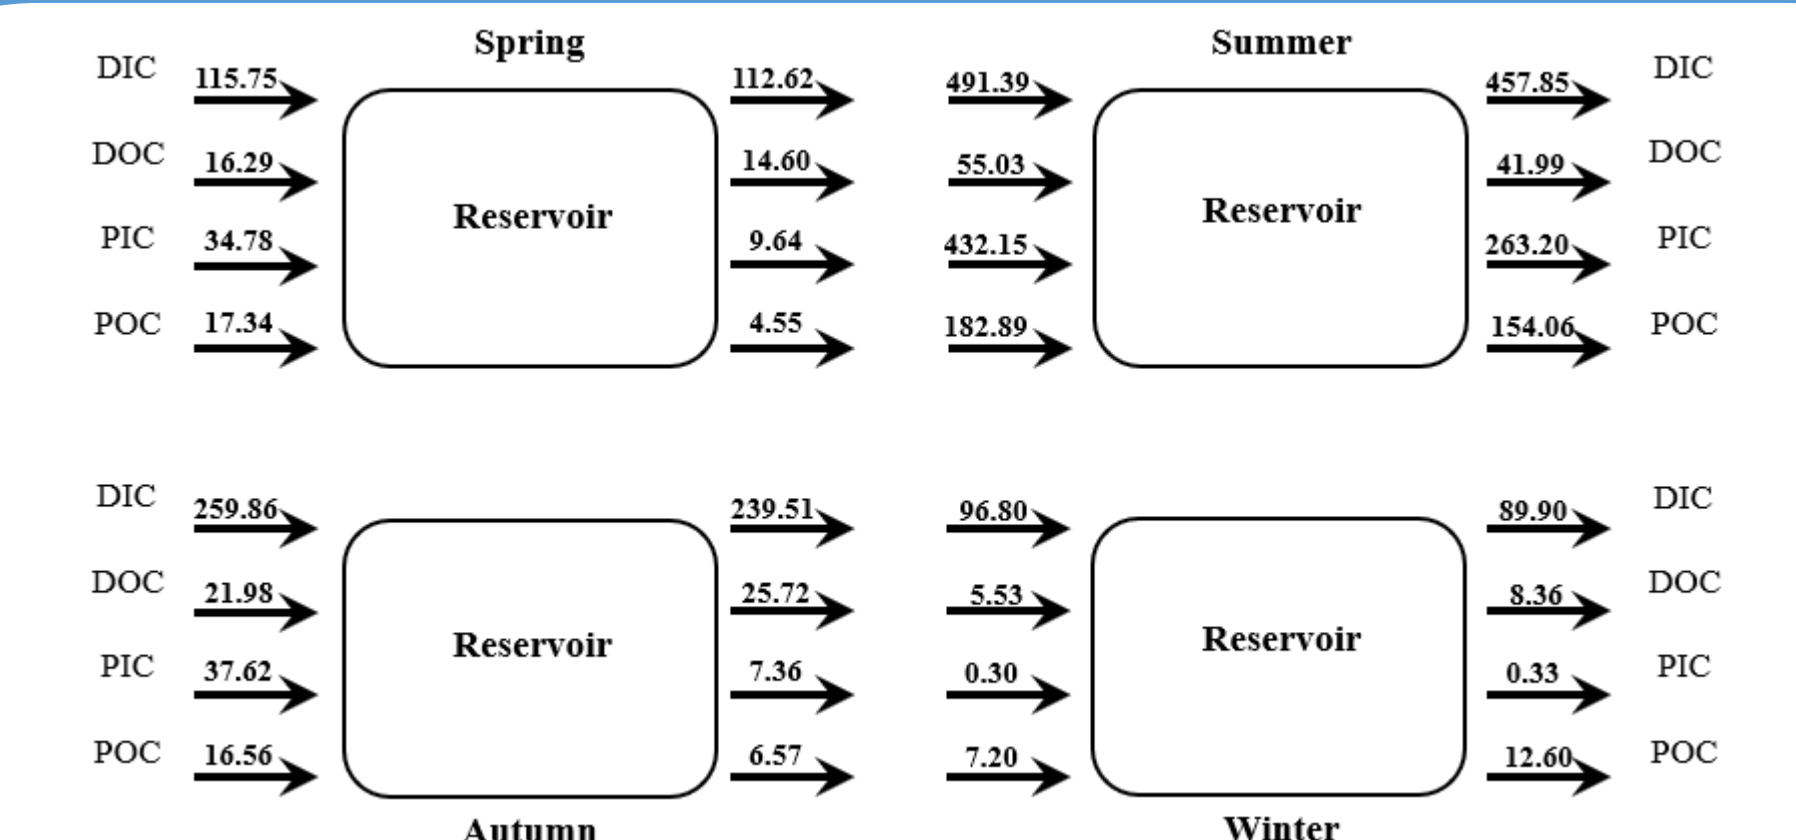 Spring
Summer
DIC 115.75 112.62 491.39 457.85 DIC
DOC 16.29 14.60 55.03 41.99 DOC
Reservoir Reservoir
PIC 34.78 9.64 432.15 263.20 PIC
POC 17.34 4.55 182.89 154.06 POC
DIC 259.86 239.51 96.80 89.90 DIC
DOC 21.98 25.72 5.53 8.36 DOC
Reservoir Reservoir
PIC 37.62 7.36 0.30 0.33 PIC
POC 16.56 6.57 7.20 12.60 POC
Autumn
Winter